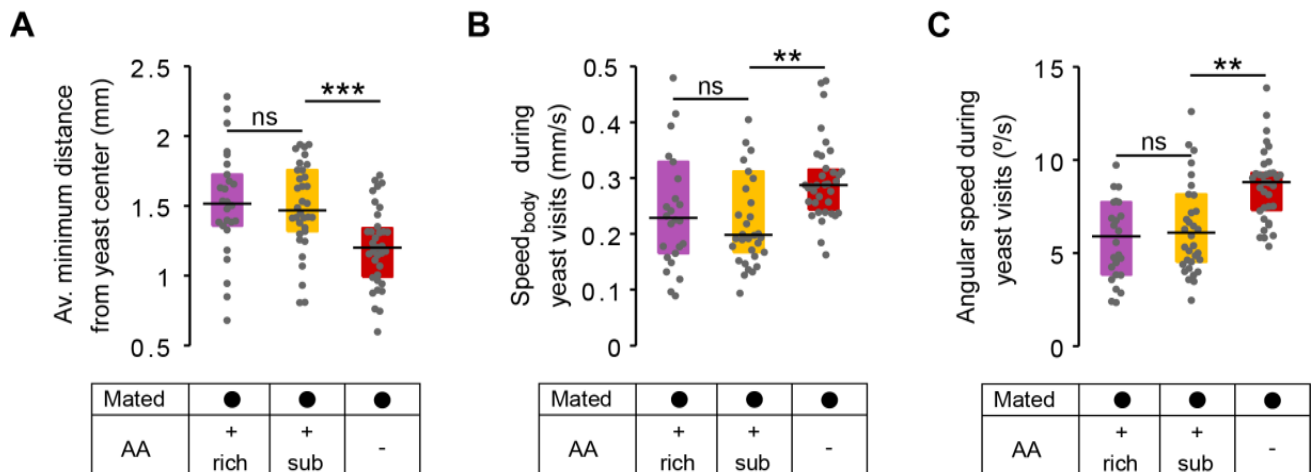 A
Av. minimum distance
from yeast center (mm)
2.5
2
1.5
1
0.5
ns
***
Mated ● ● ●
AA + + -
rich sub
B
Speedbody during
yeast visits (mm/s)
0.5
0.4
0.3
0.2
0.1
0
ns
**
Mated ● ● ●
AA + + -
rich sub
C
Angular speed during
yeast visits (º/s)
15
10
5
0
ns
**
Mated ● ● ●
AA + + -
rich sub